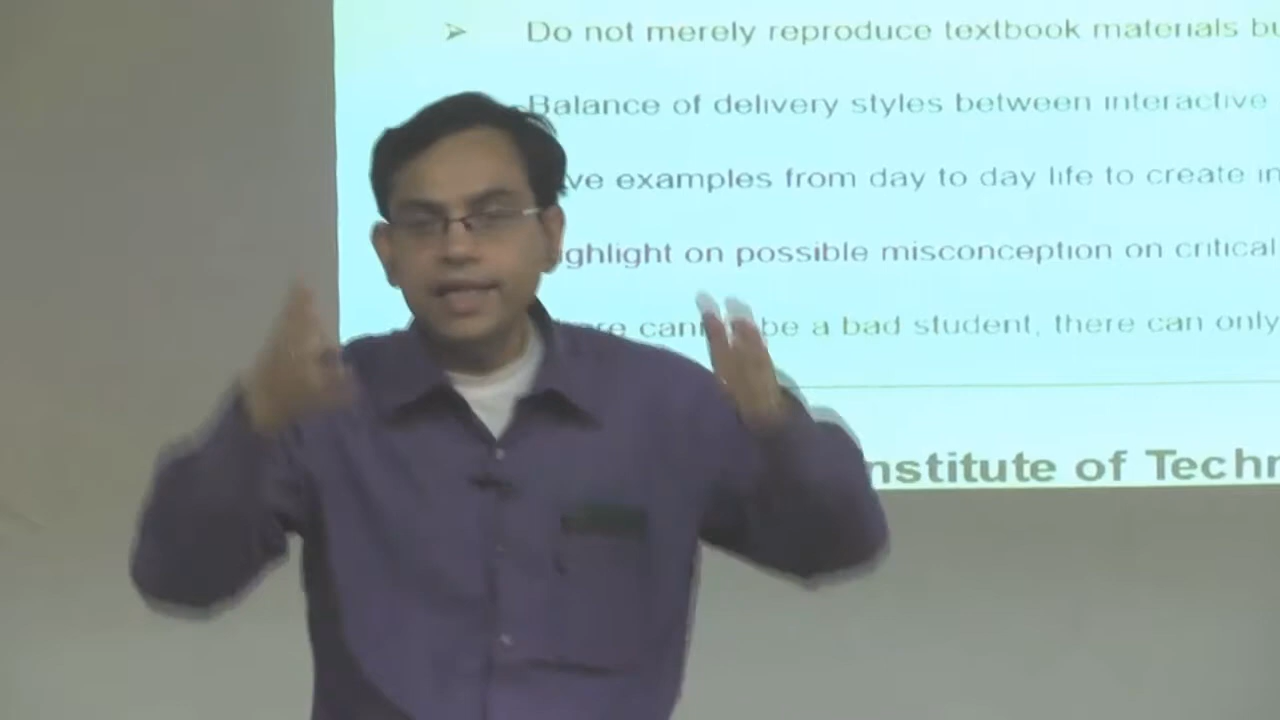 ➢ Do not merely reproduce textbook materials bu
Balance of delivery styles between interactive
ve examples from day to day life to create in
ghlight on possible misconception on critical
be a bad student, there can only
nstitute of Techn